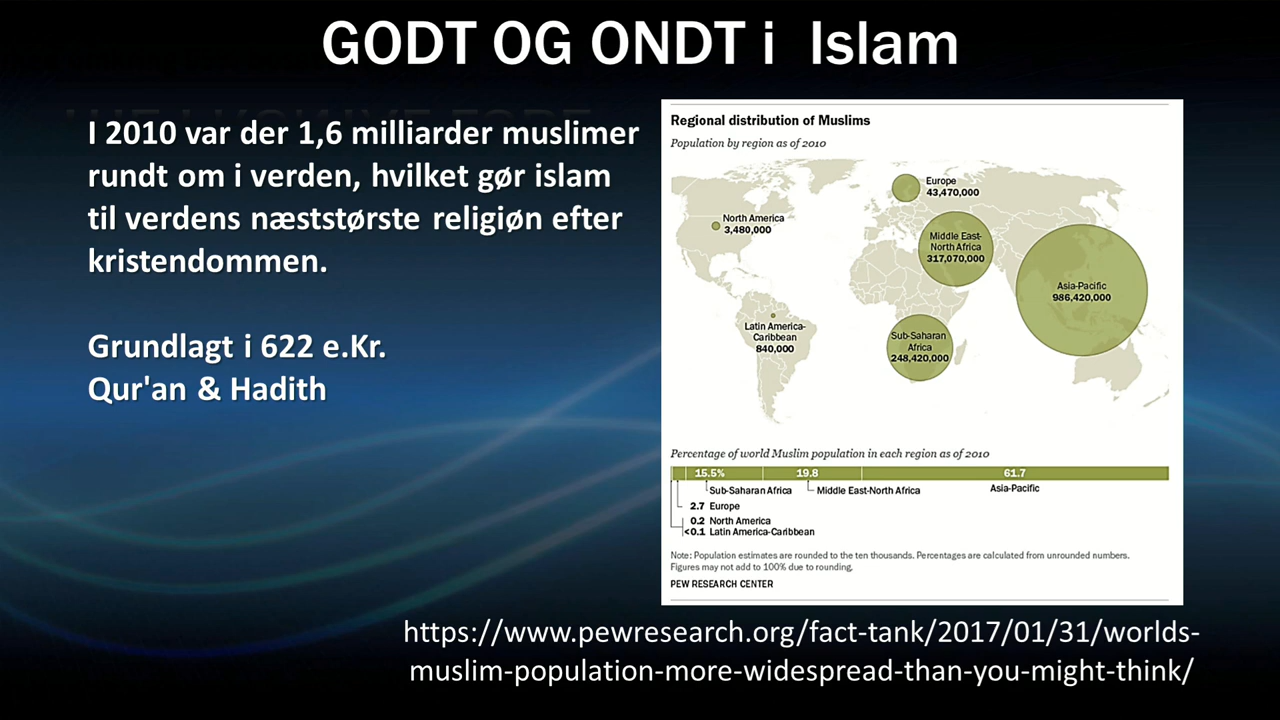 GODT OG ONDT i Islam
I 2010 var der 1,6 milliarder muslimer
rundt om i verden, hvilket gør islam
til verdens næststørste religiøn efter
kristendommen.
Grundlagt i 622 e.Kr.
Qur'an & Hadith
Regional distribution of Muslims
Population by region as of 2010
Europe
43,470,000
North America
3,480,000
Middle East-
North Africa
317,070,000
Asia-Pacific
986,420,000
Latin America-
Caribbean
840,000
Sub-Saharan
Africa
248,420,000
Percentage of world Muslim population in each region as of 2010
15.5% 19.8 61.7
Sub-Saharan Africa Middle East-North Africa Asia-Pacific
2.7 Europe
0.2 North America
<0.1 Latin America-Caribbean
Note: Population estimates are rounded to the ten thousands. Percentages are calculated from unrounded numbers.
Figures may not add to 100% due to rounding.
PEW RESEARCH CENTER
https://www.pewresearch.org/fact-tank/2017/01/31/worlds-
muslim-population-more-widespread-than-you-might-think/